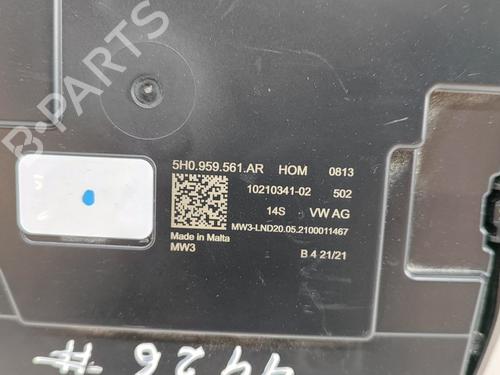 B-PARTS
5H0.959.561.AR HOM 0813
10210341-02 502
14S VW AG
MW3-LND20.05.2100011467
Made in Malta
MW3 B 4 21/21
4426 #